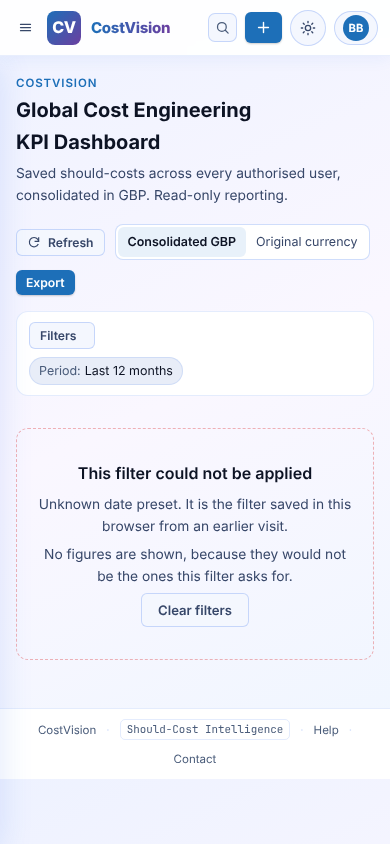 CV CostVision BB
COSTVISION
Global Cost Engineering
KPI Dashboard
Saved should-costs across every authorised user,
consolidated in GBP. Read-only reporting.
Refresh Consolidated GBP Original currency
Export
Filters
Period: Last 12 months
This filter could not be applied
Unknown date preset. It is the filter saved in this
browser from an earlier visit.
No figures are shown, because they would not
be the ones this filter asks for.
Clear filters
CostVision · Should-Cost Intelligence · Help ·
Contact